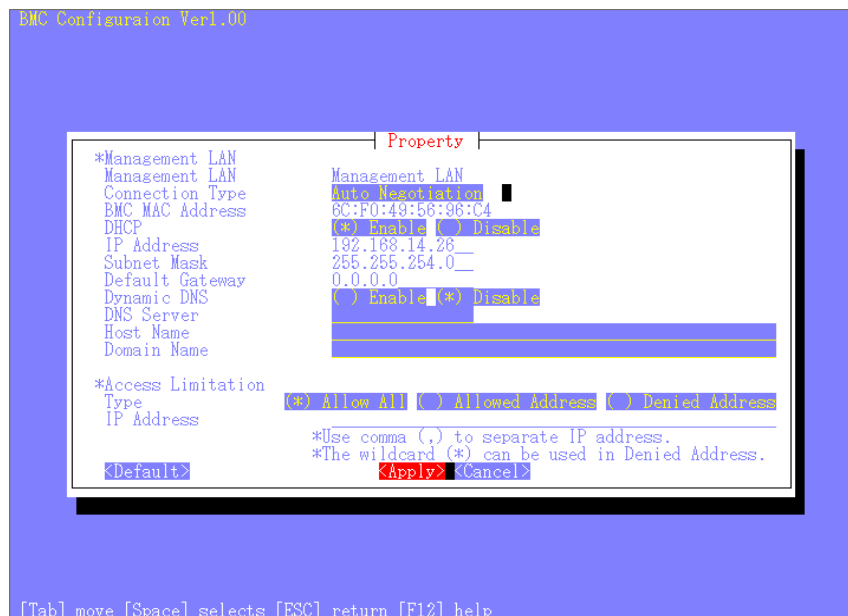 BMC Configuraion Ver1.00
Property
*Management LAN
Management LAN Management LAN
Connection Type Auto Negotiation
BMC MAC Address 6C:F0:49:56:96:C4
DHCP (*) Enable ( ) Disable
IP Address 192.168.14.26__
Subnet Mask 255.255.254.0__
Default Gateway 0.0.0.0________
Dynamic DNS ( ) Enable (*) Disable
DNS Server
Host Name
Domain Name
*Access Limitation
Type (*) Allow All ( ) Allowed Address ( ) Denied Address
IP Address
*Use comma (,) to separate IP address.
*The wildcard (*) can be used in Denied Address.
<Default> <Apply> <Cancel>
[Tab] move [Space] selects [ESC] return [F12] help